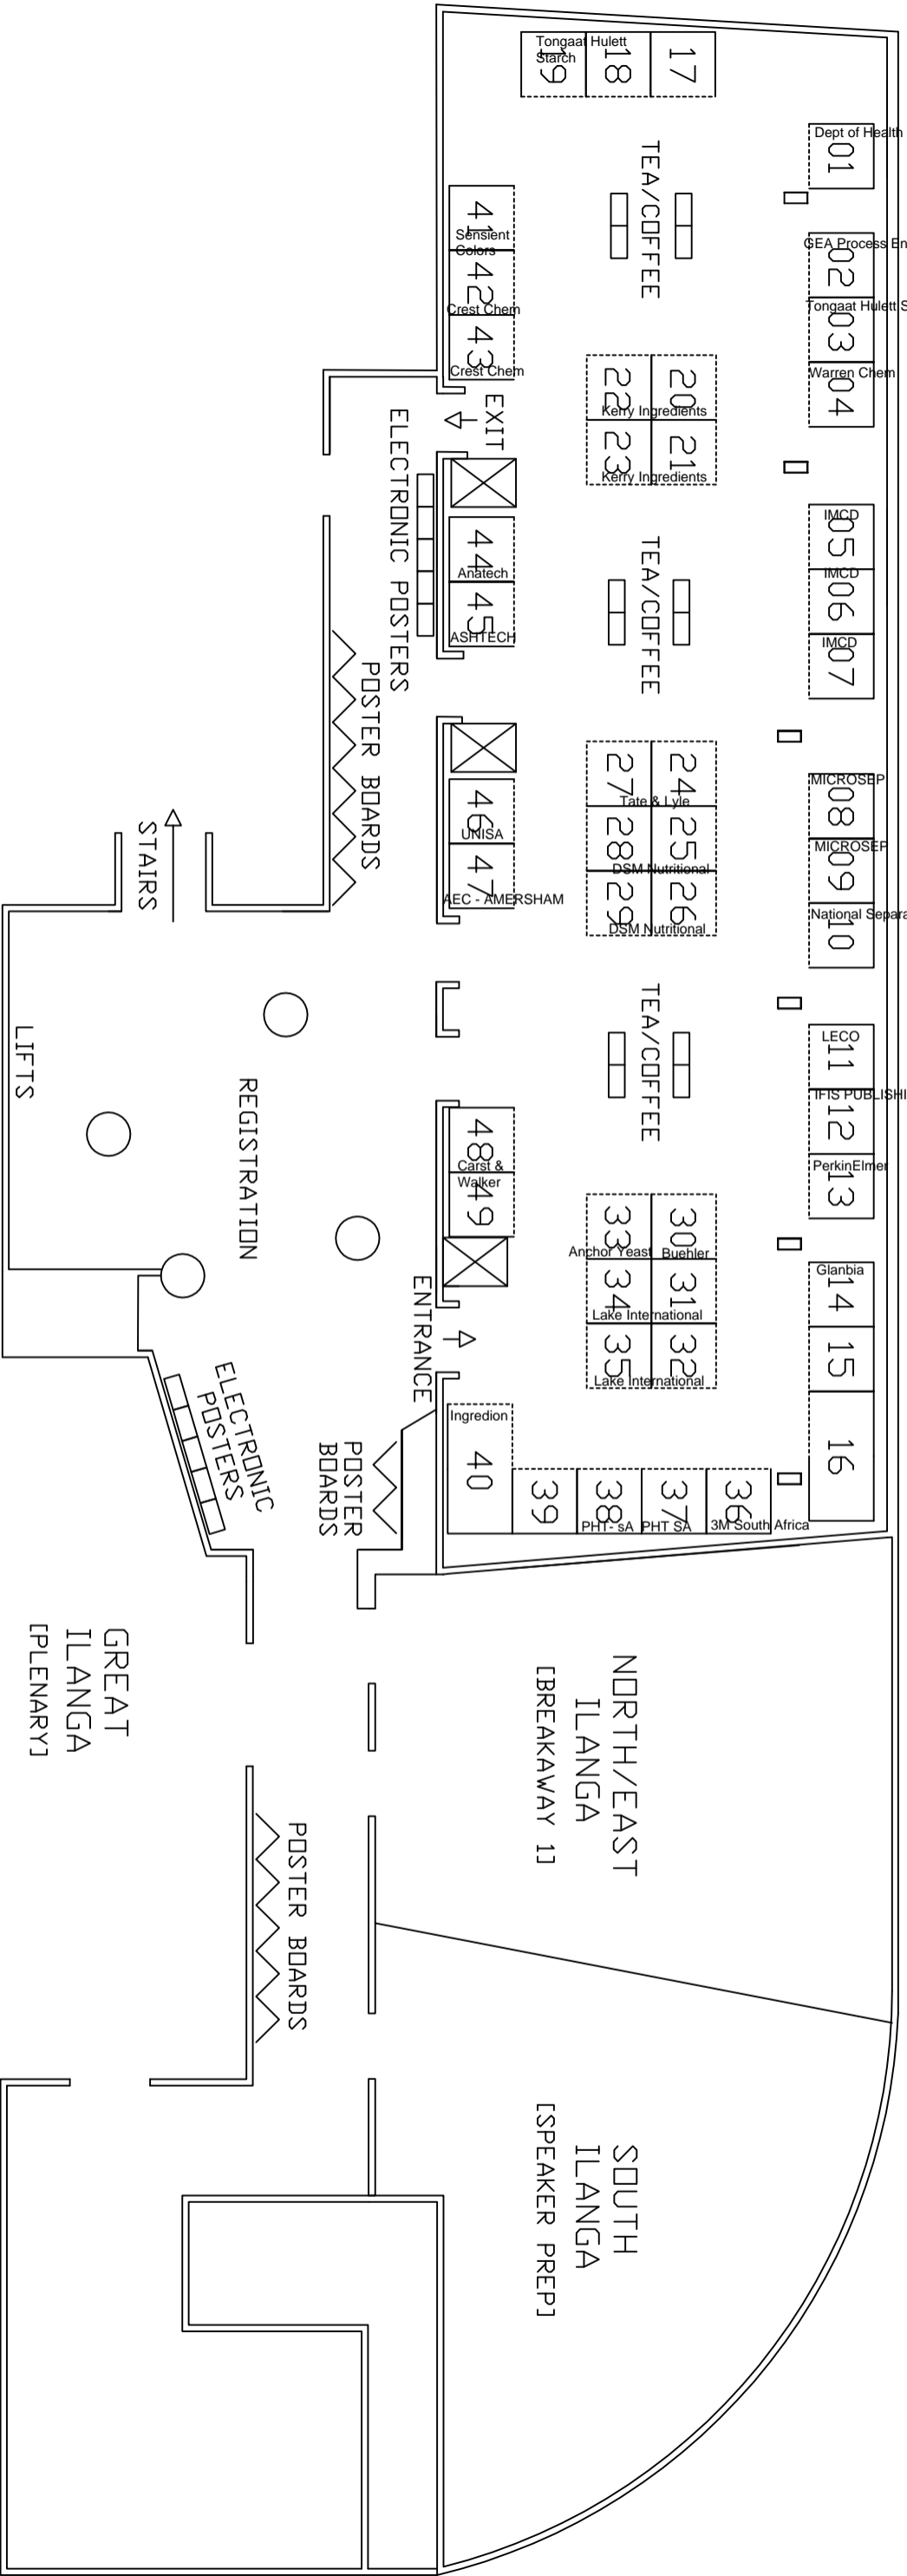 Tongaat Hulett
Starch
19
18
17
Dept of Health
01
TEA/COFFEE
41
Sensient
Colors
42
Crest Chem
43
Crest Chem
GEA Process En
02
Tongaat Hulett S
03
Warren Chem
04
22
20
Kerry Ingredients
23
21
Kerry Ingredients
EXIT
ELECTRONIC POSTERS
44
Anatech
45
ASHTECH
TEA/COFFEE
IMCD
05
IMCD
06
IMCD
07
POSTER BOARDS
27
24
Tate & Lyle
28
25
DSM Nutritional
29
26
DSM Nutritional
46
UNISA
47
AEC - AMERSHAM
MICROSEP
08
MICROSEP
09
National Separa
10
STAIRS
LIFTS
REGISTRATION
TEA/COFFEE
LECO
11
IFIS PUBLISHI
12
PerkinElmer
13
48
Carst &
Walker
49
33
30
Anchor Yeast
Buehler
34
31
Lake International
35
32
Lake International
Glanbia
14
15
16
ENTRANCE
ELECTRONIC
POSTERS
POSTER
BOARDS
Ingredion
40
39
38
PHT- sA
37
PHT SA
36
3M South Africa
GREAT
ILANGA
[PLENARY]
NORTH/EAST
ILANGA
[BREAKAWAY 1]
POSTER BOARDS
SOUTH
ILANGA
[SPEAKER PREP]